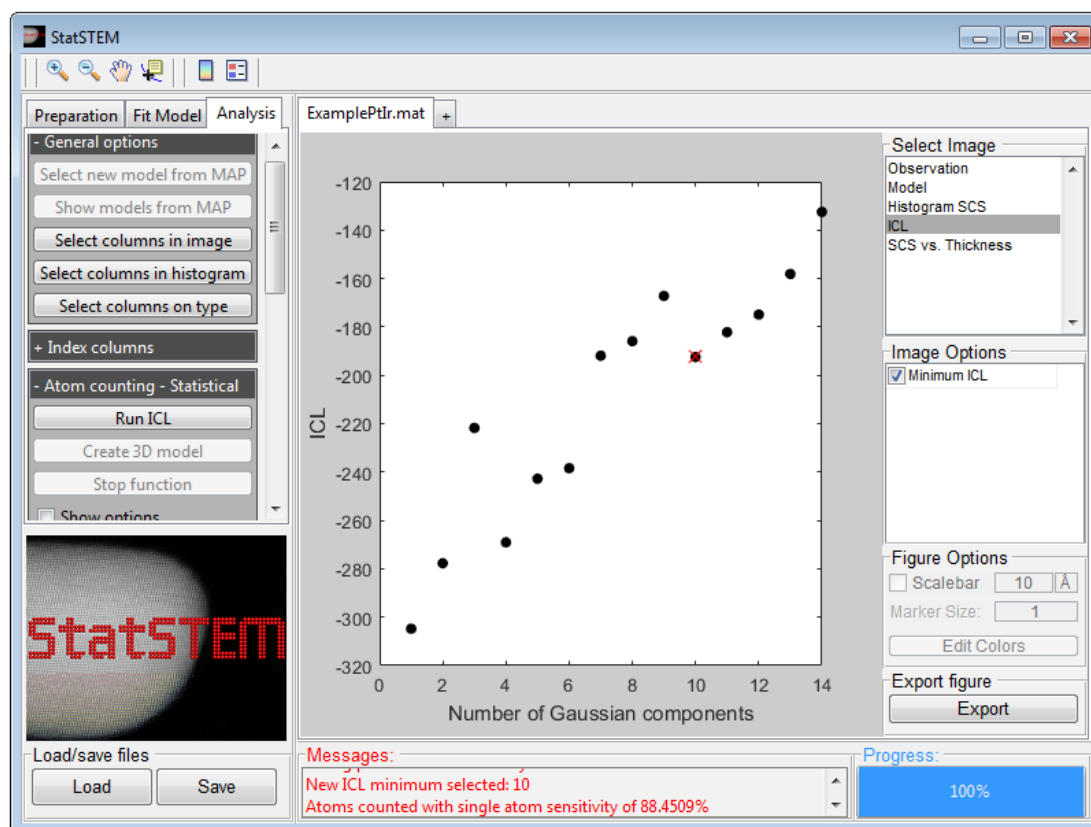 StatSTEM
Preparation Fit Model Analysis
- General options
Select new model from MAP
Show models from MAP
Select columns in image
Select columns in histogram
Select columns on type
+ Index columns
- Atom counting - Statistical
Run ICL
Create 3D model
Stop function
Show options
StatSTEM
Load/save files
Load Save
ExamplePtIr.mat +
-120
-140
-160
-180
-200
-220
-240
-260
-280
-300
-320
ICL
0 2 4 6 8 10 12 14
Number of Gaussian components
Messages:
New ICL minimum selected: 10
Atoms counted with single atom sensitivity of 88.4509%
Select Image
Observation
Model
Histogram SCS
ICL
SCS vs. Thickness
Image Options
Minimum ICL
Figure Options
Scalebar 10 Å
Marker Size: 1
Edit Colors
Export figure
Export
Progress:
100%